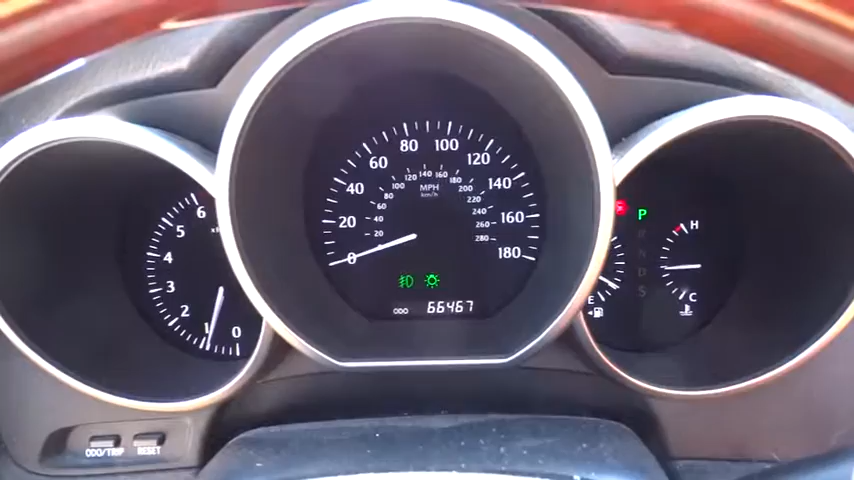 80 100
60 120
40 140
20 160
0 180
MPH
km/h
20 40 60 80 100 120 140 160 180 200 220 240 260 280
ODO 66467
6
5
4
3
2
1
0
P
R
N
D
S
H
C
E
ODO/TRIP RESET